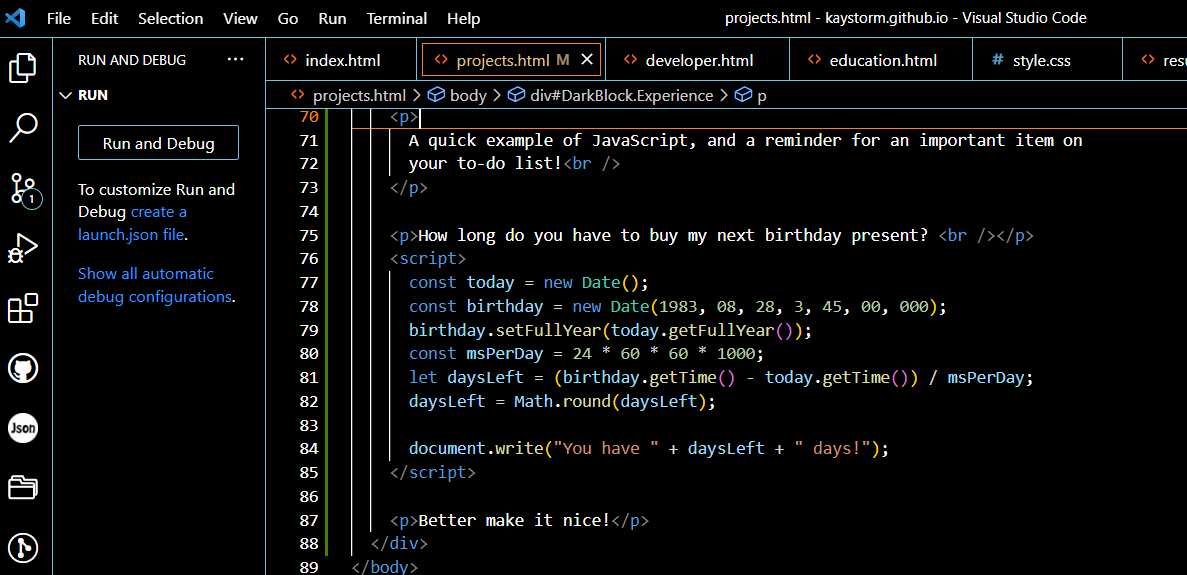 File Edit Selection View Go Run Terminal Help projects.html - kaystorm.github.io - Visual Studio Code
RUN AND DEBUG ...
index.html projects.html M developer.html education.html # style.css resu
RUN
projects.html > body > div#DarkBlock.Experience > p
Run and Debug
To customize Run and
Debug create a
launch.json file.
Show all automatic
debug configurations.
1
Json
70 <p>
71 A quick example of JavaScript, and a reminder for an important item on
72 your to-do list!<br />
73 </p>
74
75 <p>How long do you have to buy my next birthday present? <br /></p>
76 <script>
77 const today = new Date();
78 const birthday = new Date(1983, 08, 28, 3, 45, 00, 000);
79 birthday.setFullYear(today.getFullYear());
80 const msPerDay = 24 * 60 * 60 * 1000;
81 let daysLeft = (birthday.getTime() - today.getTime()) / msPerDay;
82 daysLeft = Math.round(daysLeft);
83
84 document.write("You have " + daysLeft + " days!");
85 </script>
86
87 <p>Better make it nice!</p>
88 </div>
89 </body>